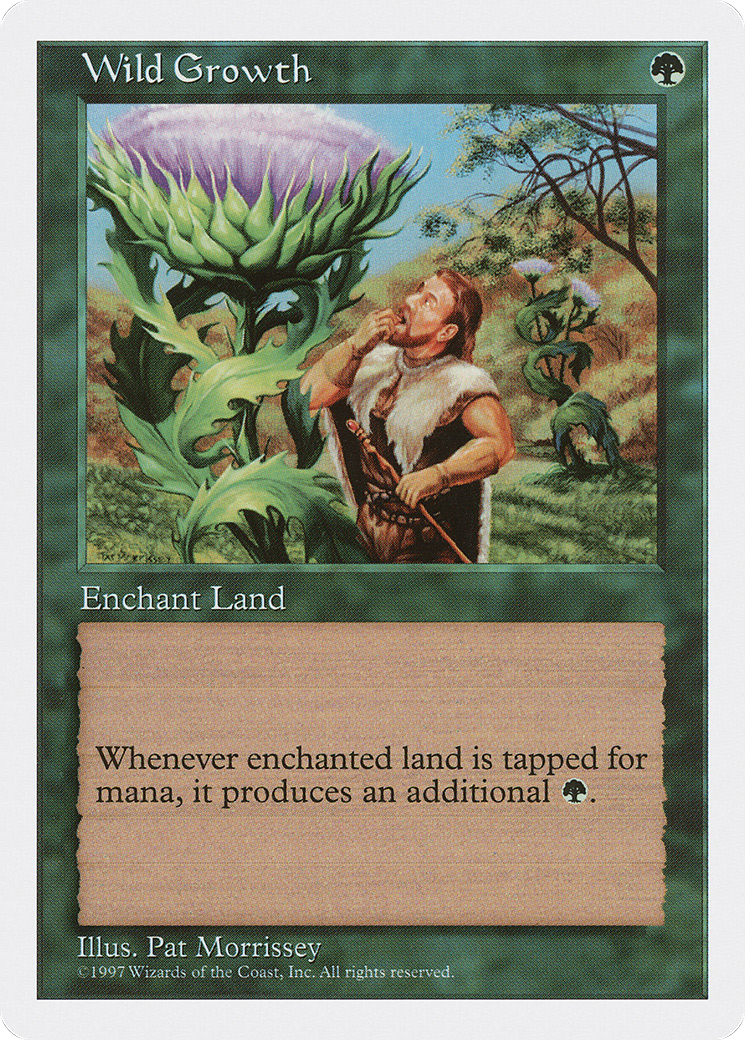 Wild Growth
Enchant Land
Whenever enchanted land is tapped for
mana, it produces an additional .
Illus. Pat Morrissey
©1997 Wizards of the Coast, Inc. All rights reserved.